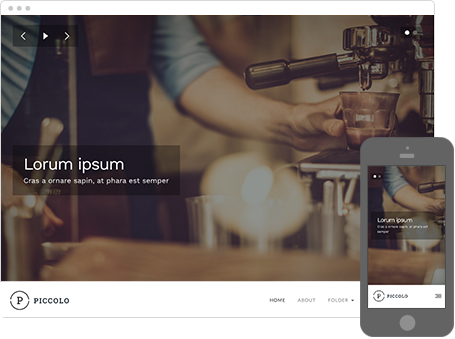 Lorum ipsum
Cras a ornare sapin, at phara est semper
P PICCOLO
HOME ABOUT FOLDER
Lorum ipsum
Cras a ornare sapin, at phara est
semper
P PICCOLO